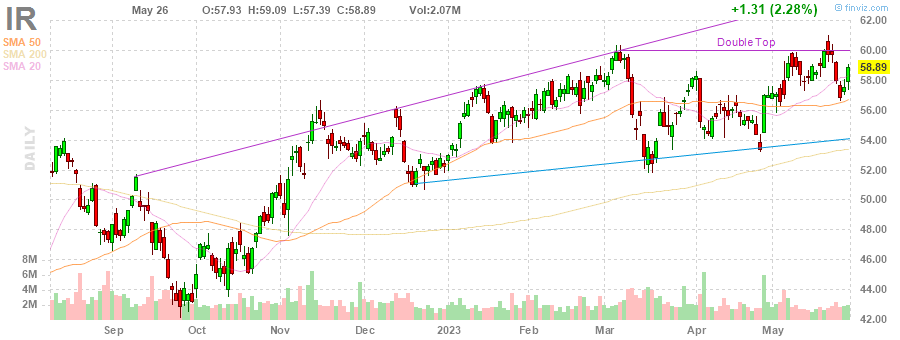 IR May 26 O:57.93 H:59.09 L:57.39 C:58.89 Vol:2.07M +1.31 (2.28%) finviz.com
SMA 50
SMA 200
SMA 20
DAILY
Double Top
62.00
60.00
58.89
58.00
56.00
54.00
52.00
50.00
48.00
46.00
44.00
42.00
8M
6M
4M
2M
Sep Oct Nov Dec 2023 Feb Mar Apr May